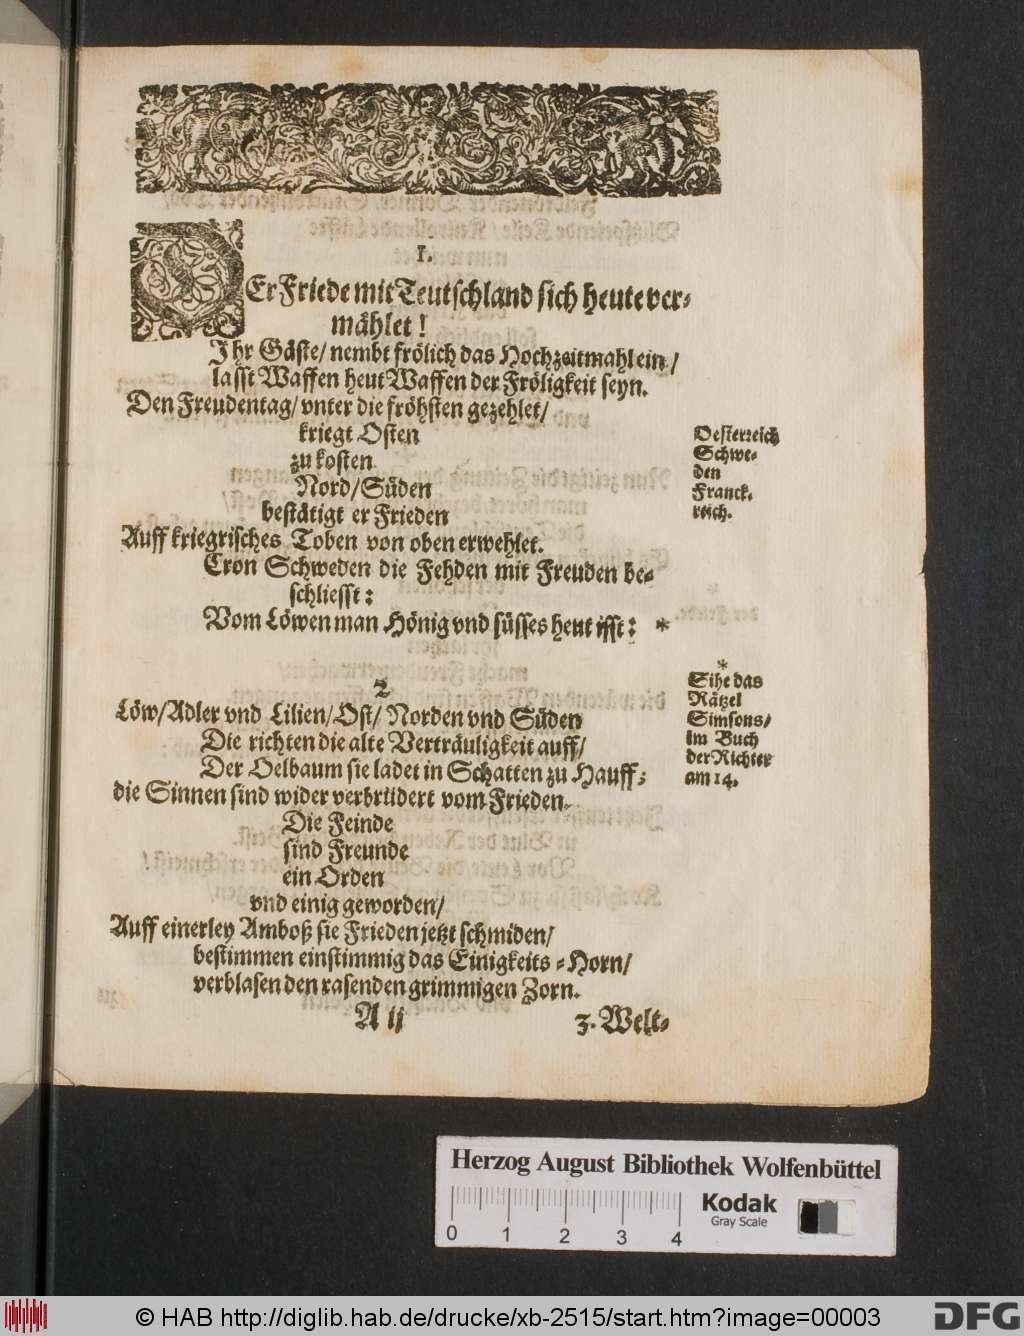 1.
DEr Friede mit Teutschland sich heute ver-
mählet!
Ihr Gäste/ nembt frölich das Hochzeitmahl ein/
lasst Waffen heut Waffen der Fröligkeit seyn.
Den Freudentag/ vnter die fröhsten gezehlet/
kriegt Osten
zu kosten
Nord/ Süden
bestätigt er Frieden
Auff kriegrisches Toben von oben erwehlet.
Cron Schweden die Fehden mit Freuden be-
schliesst:
Vom Löwen man Hönig vnd süsses heut isst: *
Oesterreich
Schwe-
den
Franck-
reich.
2
Löw/ Adler vnd Lilien/ Ost/ Norden vnd Süden
Die richten die alte Verträuligkeit auff/
Der Oelbaum sie ladet in Schatten zu Hauff;
die Sinnen sind wider verbrüdert vom Frieden.
Die Feinde
sind Freunde
ein Orden
vnd einig geworden/
Auff einerley Amboß sie Frieden jetzt schmiden/
bestimmen einstimmig das Einigkeits-Horn/
verblasen den rasenden grimmigen Zorn.
*
Sihe das
Rätzel
Simsons/
im Buch
der Richter
am 14.
A ij
3. Welt-
Herzog August Bibliothek Wolfenbüttel
Kodak
Gray Scale
0 1 2 3 4
© HAB http://diglib.hab.de/drucke/xb-2515/start.htm?image=00003
DFG